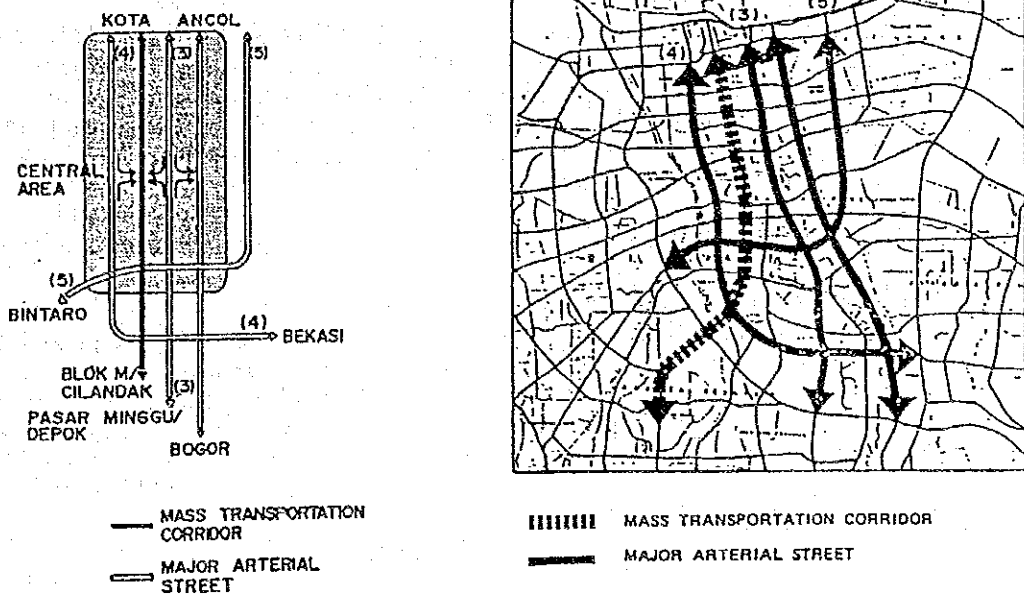 KOTA ANCOL
(4) (3) (5)
CENTRAL
AREA
(5)
BINTARO
(4)
BEKASI
BLOK M/
CILANDAK
(3)
PASAR MINGGU/
DEPOK
BOGOR
MASS TRANSPORTATION
CORRIDOR
MAJOR ARTERIAL
STREET
(3) (5)
(4)
MASS TRANSPORTATION CORRIDOR
MAJOR ARTERIAL STREET